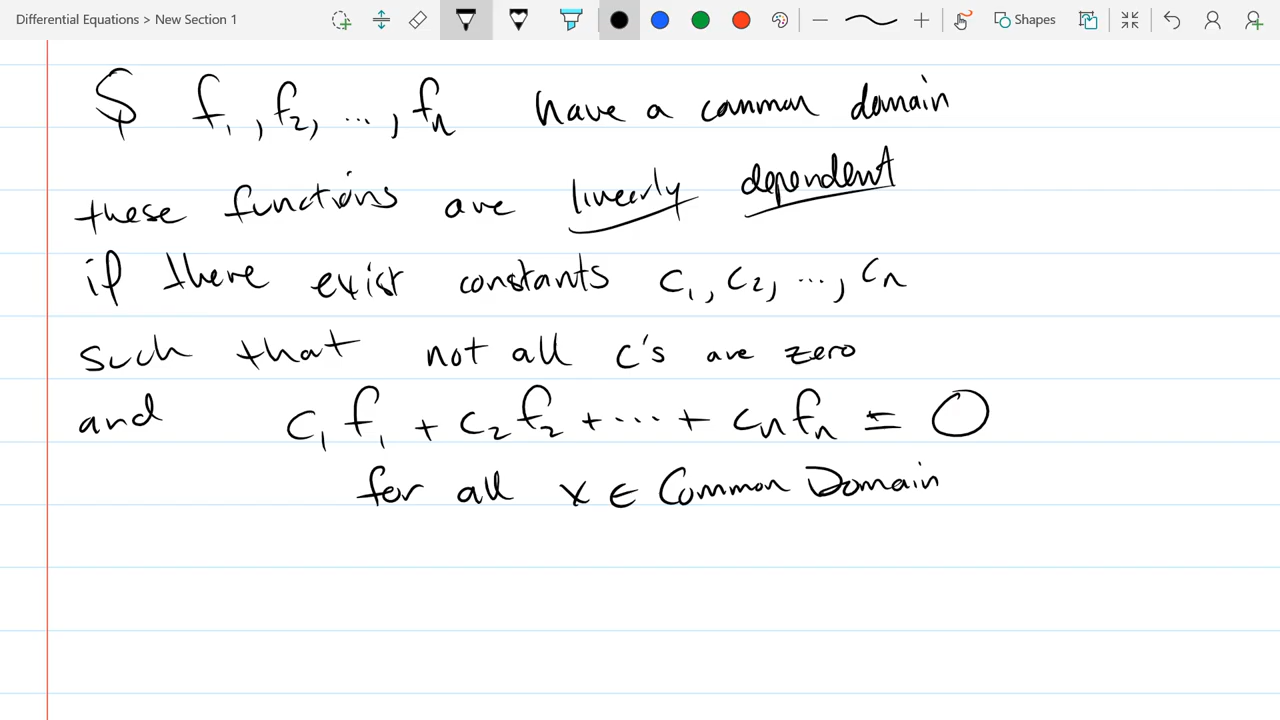 Differential Equations > New Section 1
Shapes
$ f₁, f₂, ..., fₙ have a common domain
these functions are linearly dependent
if there exist constants c₁, c₂, ..., cₙ
such that not all c's are zero
and c₁f₁ + c₂f₂ + ... + cₙfₙ = 0
for all x ∈ Common Domain